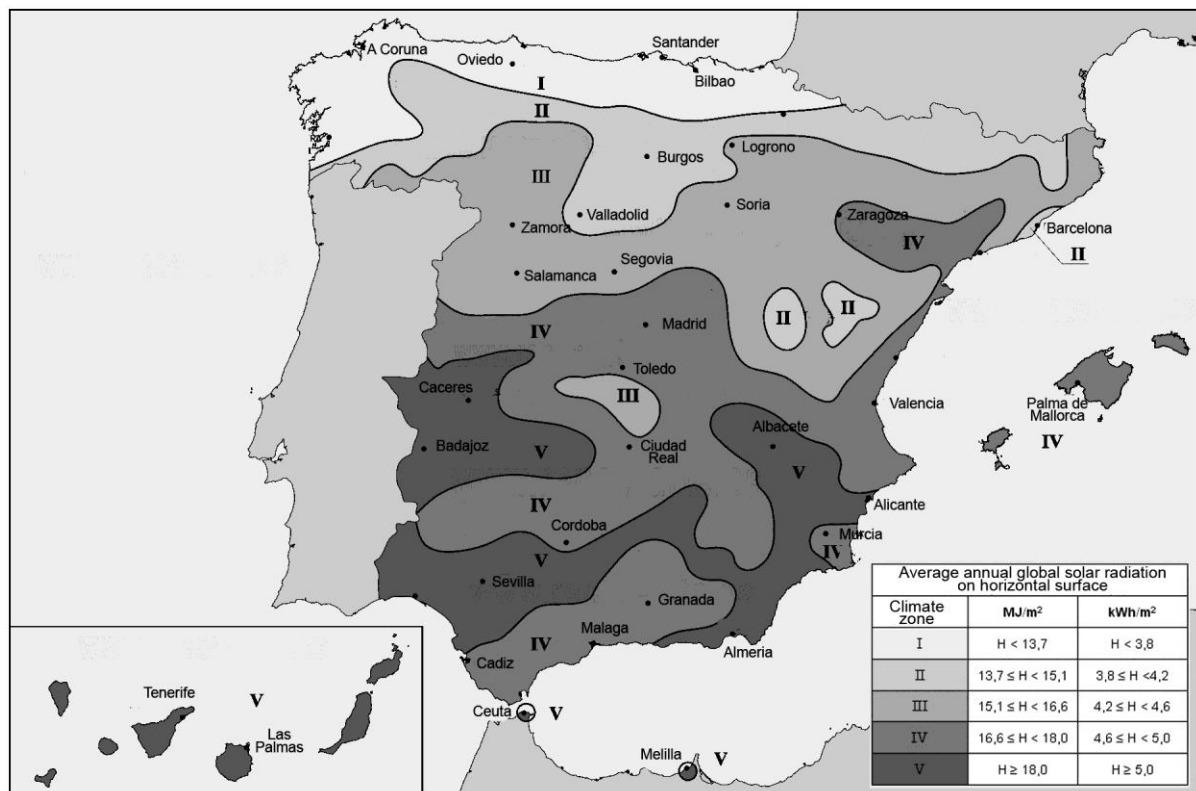 A Coruna
Oviedo
Santander
Bilbao
I
II
Burgos
Logrono
III
Valladolid
Soria
Zaragoza
Zamora
IV
Barcelona
II
Salamanca
Segovia
II
II
IV
Madrid
Toledo
Caceres
III
Valencia
Palma de
Mallorca
IV
Badajoz
V
Ciudad
Real
Albacete
V
IV
Alicante
Cordoba
Murcia
IV
V
Sevilla
Granada
Malaga
IV
Almeria
Cadiz
Ceuta
V
Melilla
V
Tenerife
V
Las
Palmas
Average annual global solar radiation
on horizontal surface
Climate
zone
MJ/m²
kWh/m²
I
H < 13,7
H < 3,8
II
13,7 ≤ H < 15,1
3,8 ≤ H <4,2
III
15,1 ≤ H < 16,6
4,2 ≤ H < 4,6
IV
16,6 ≤ H < 18,0
4,6 ≤ H < 5,0
V
H ≥ 18,0
H ≥ 5,0